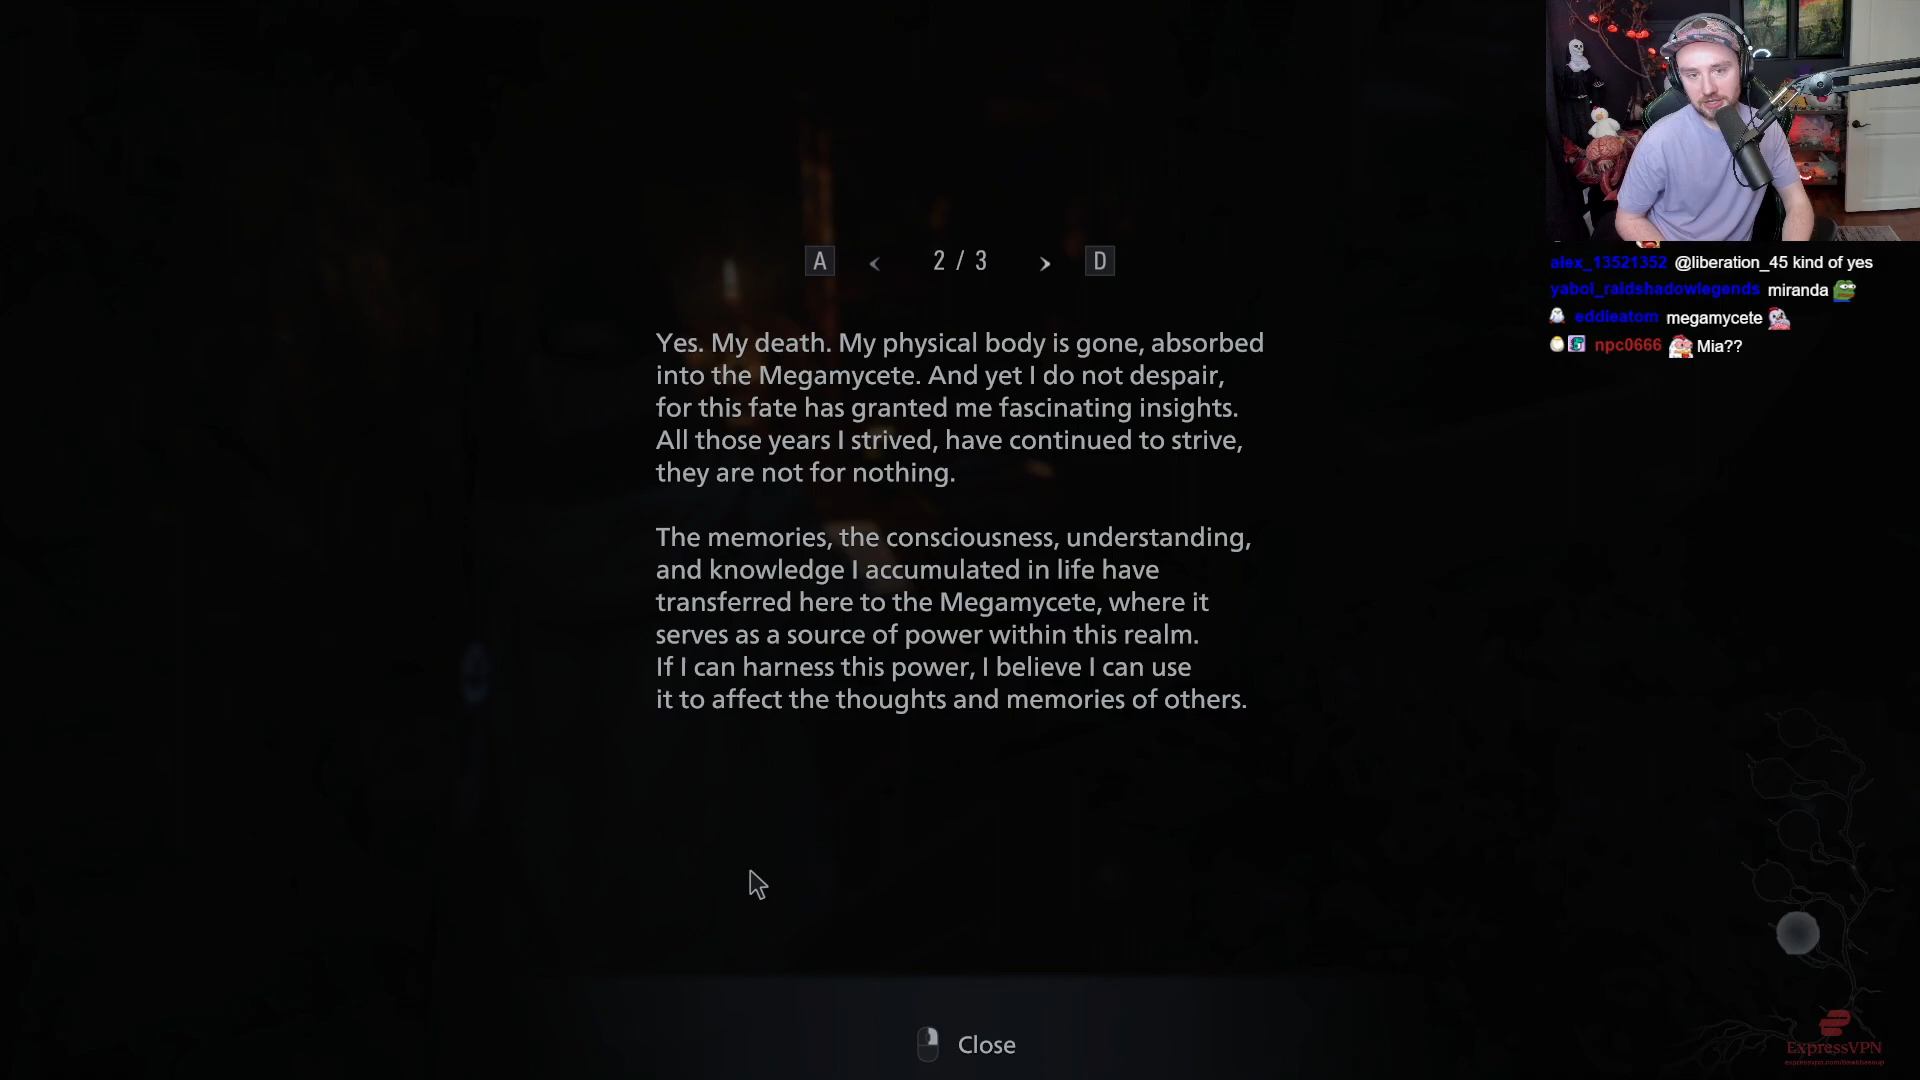 A < 2 / 3 > D
Yes. My death. My physical body is gone, absorbed
into the Megamycete. And yet I do not despair,
for this fate has granted me fascinating insights.
All those years I strived, have continued to strive,
they are not for nothing.
The memories, the consciousness, understanding,
and knowledge I accumulated in life have
transferred here to the Megamycete, where it
serves as a source of power within this realm.
If I can harness this power, I believe I can use
it to affect the thoughts and memories of others.
Close
alex_13521352 @liberation_45 kind of yes
yaboi_raidshadowlegends miranda
eddieatom megamycete
npc0666 Mia??
ExpressVPN